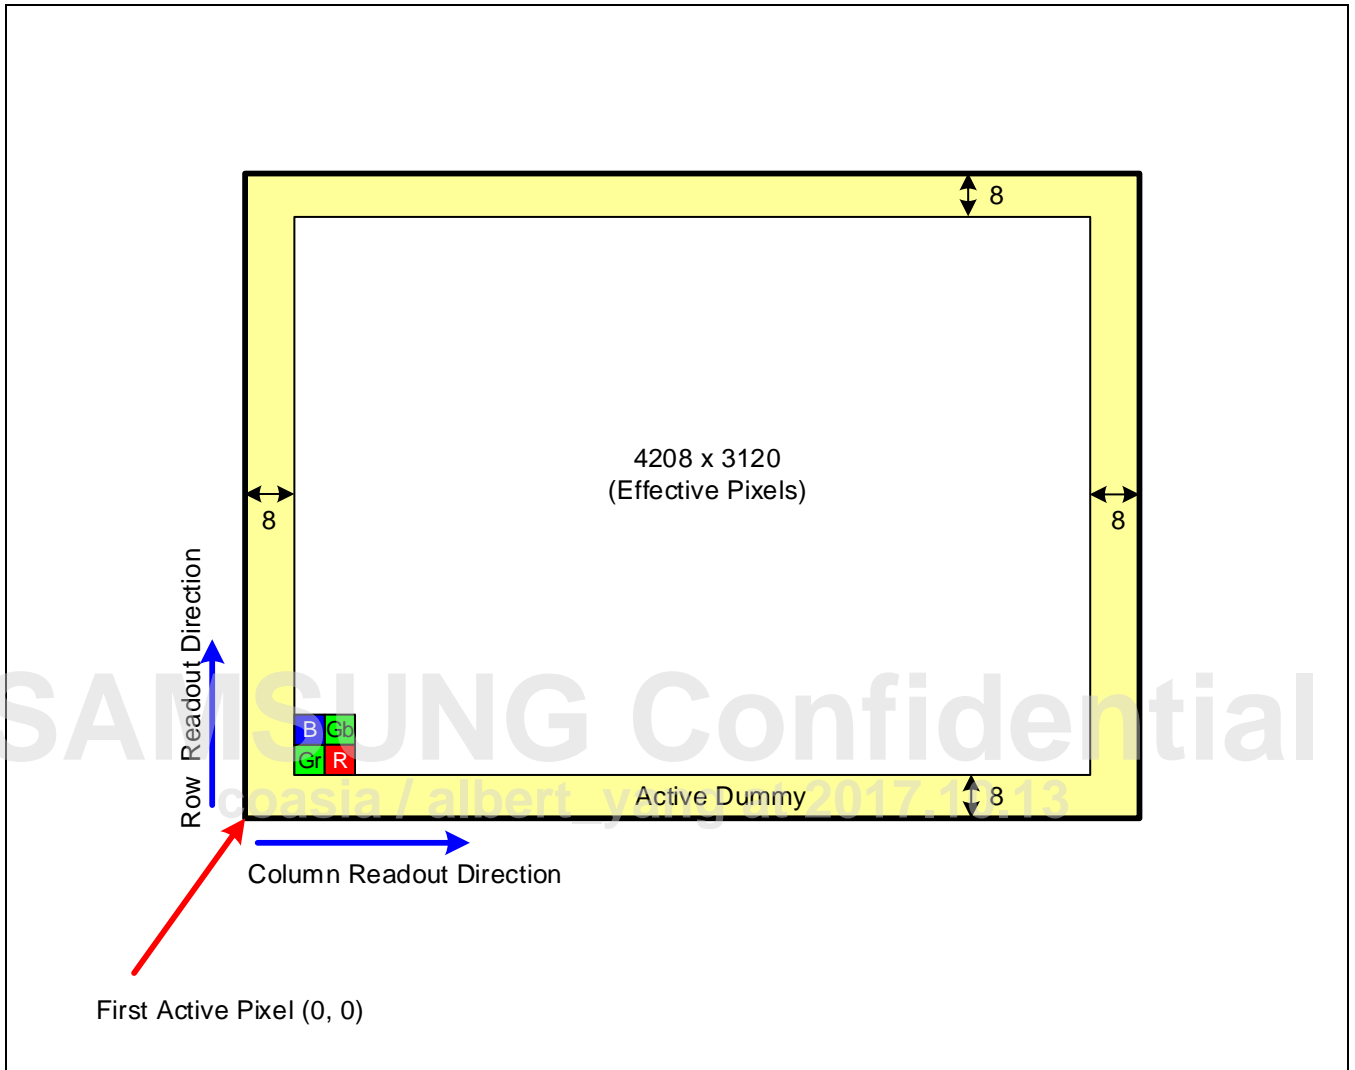 8
4208 x 3120
(Effective Pixels)
8
8
Row Readout Direction
SAMSUNG Confidential
B Gb
Gr R
coasia / albert_yang at 2017.10.13
Active Dummy
8
Column Readout Direction
First Active Pixel (0, 0)